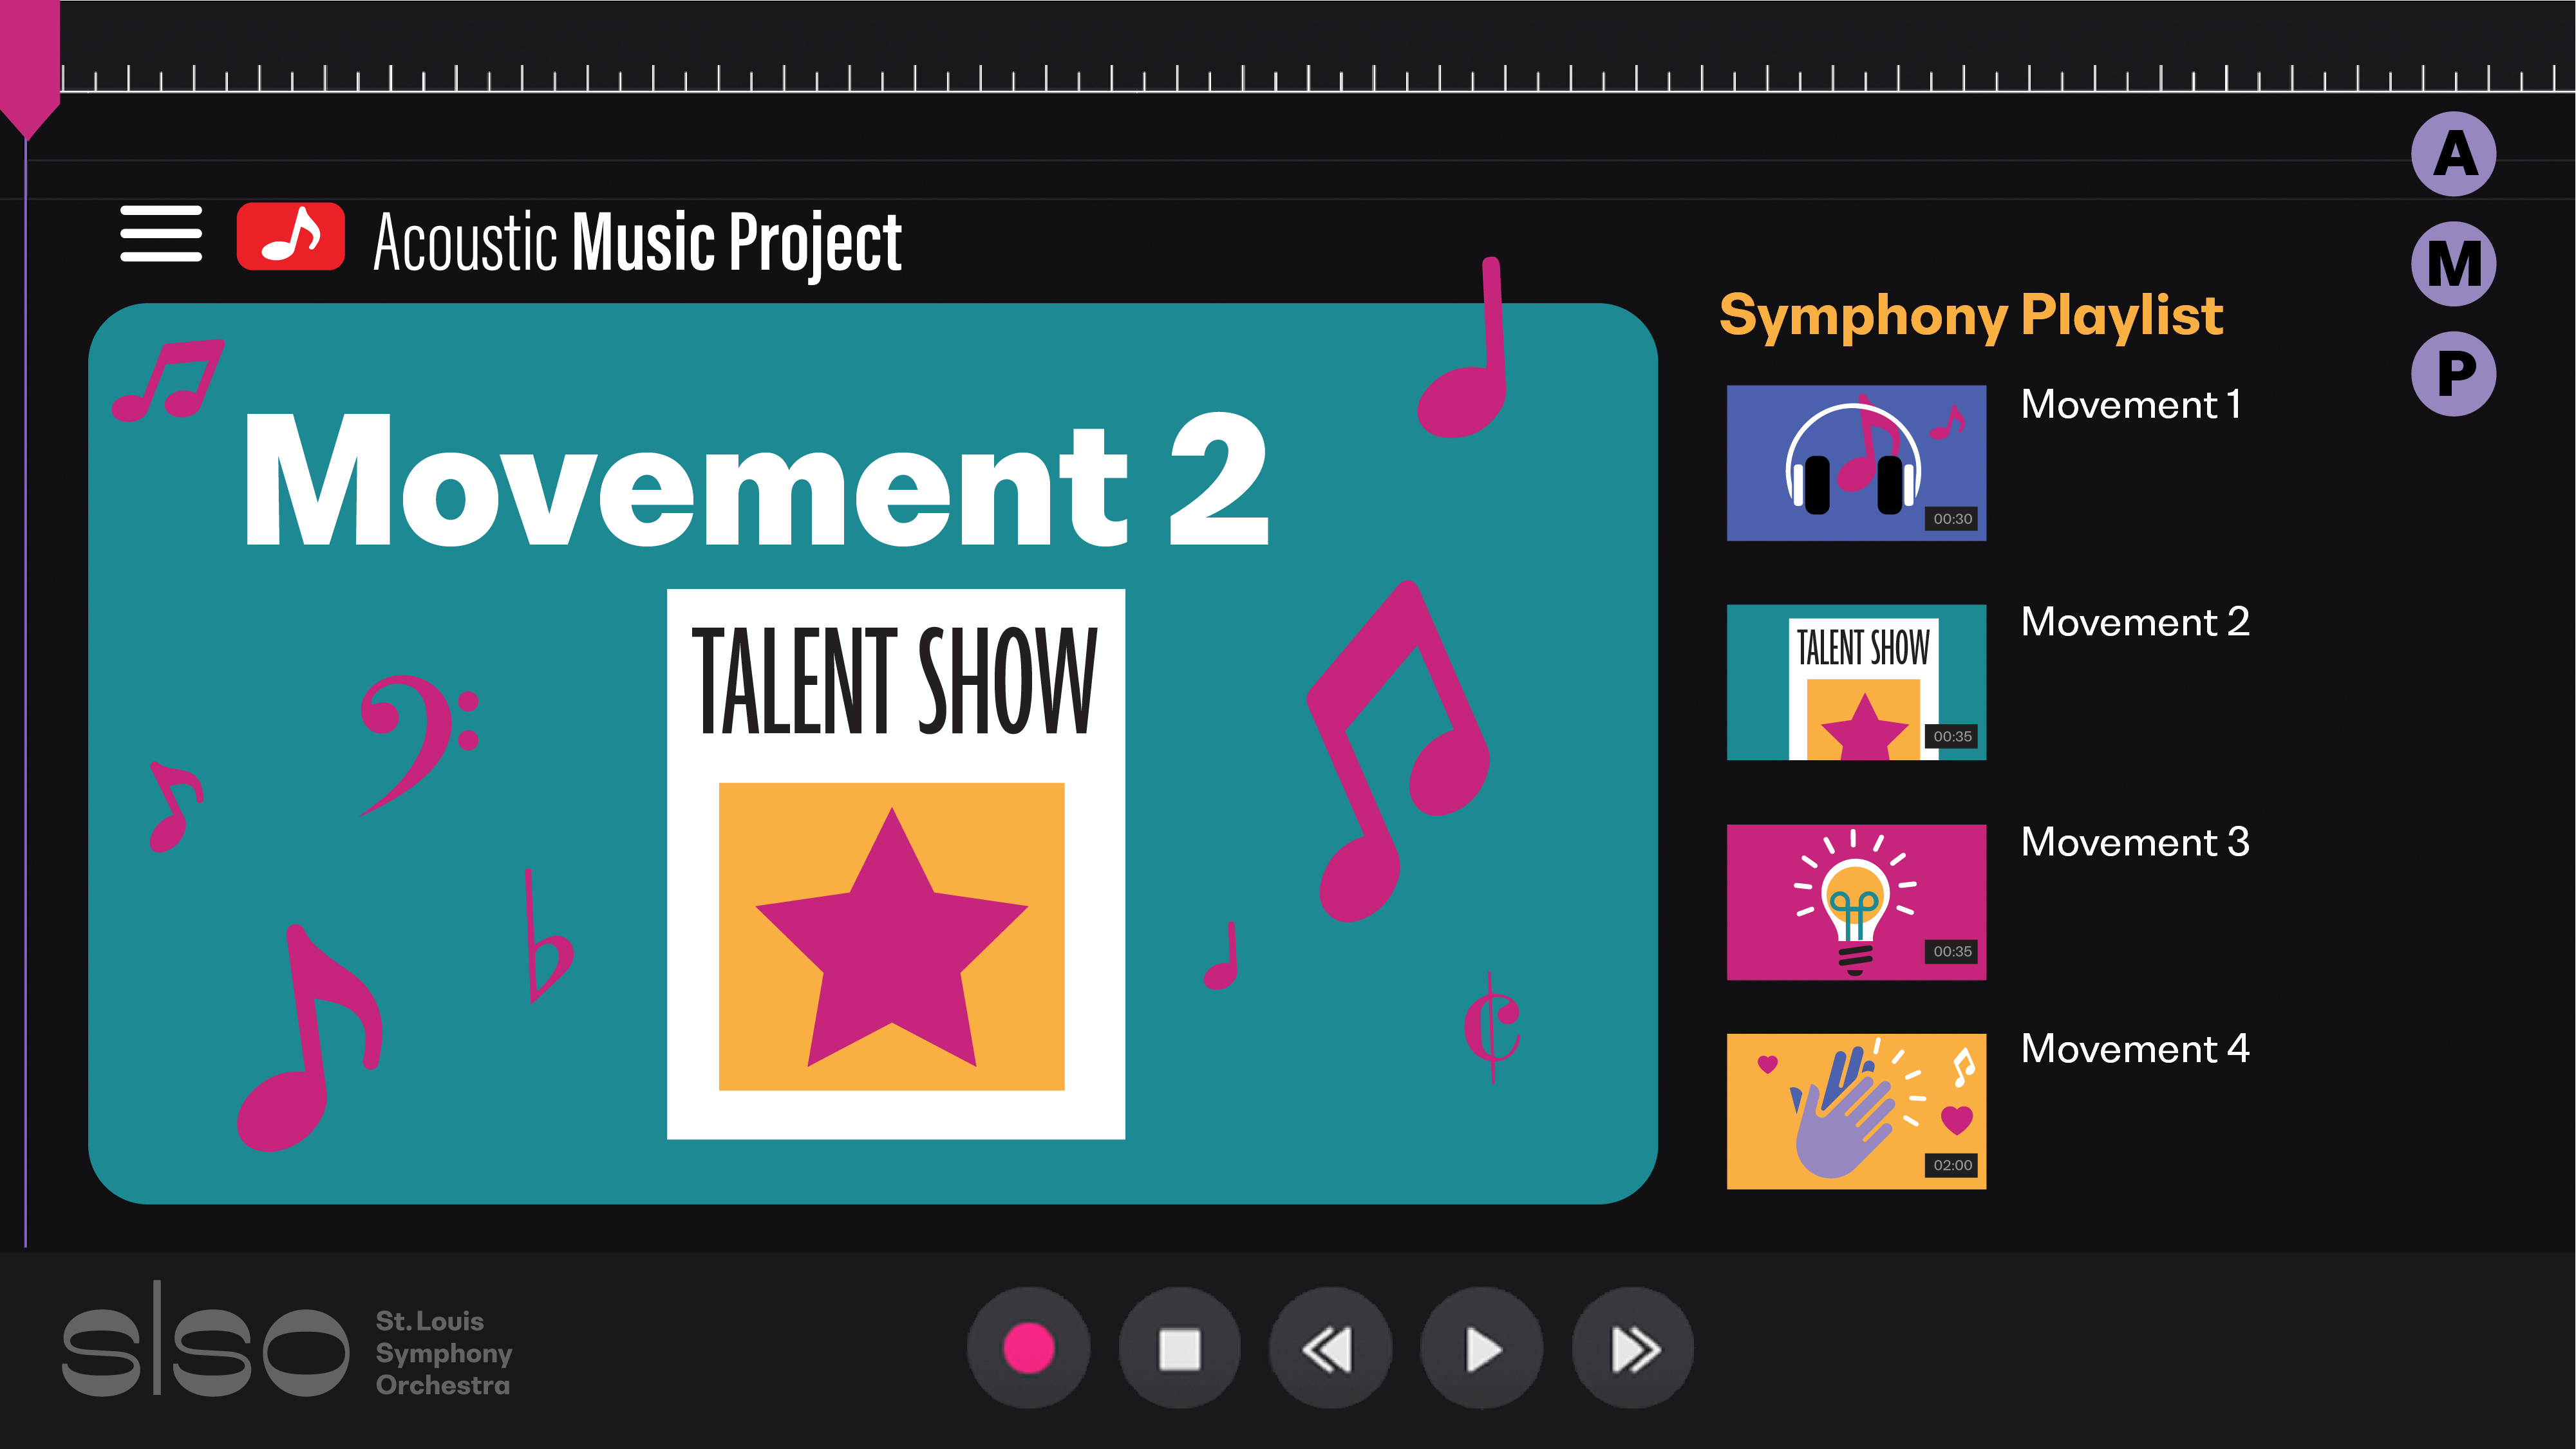 Acoustic Music Project
Movement 2
TALENT SHOW
Symphony Playlist
Movement 1
00:30
Movement 2
TALENT SHOW
00:35
Movement 3
00:35
Movement 4
02:00
A
M
P
slso
St. Louis
Symphony
Orchestra